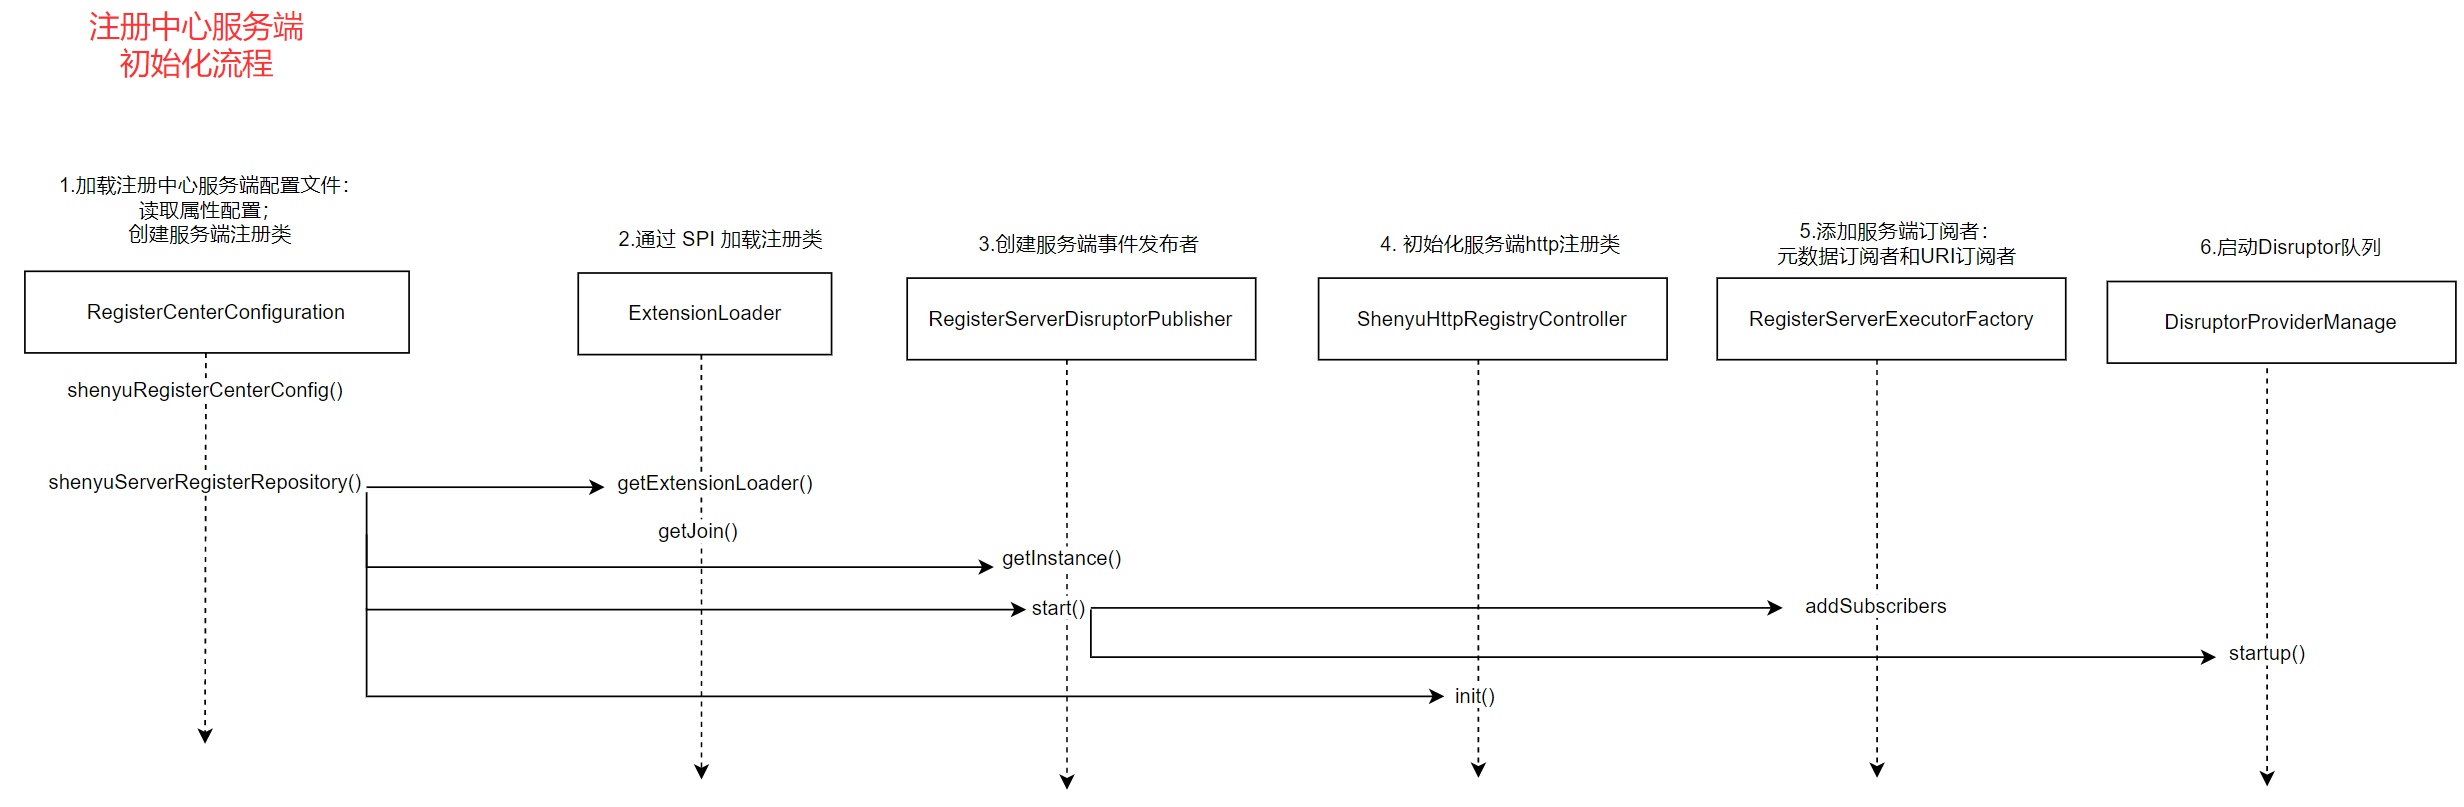 注册中心服务端
初始化流程
1.加载注册中心服务端配置文件：
读取属性配置；
创建服务端注册类
2.通过 SPI 加载注册类
3.创建服务端事件发布者
4. 初始化服务端http注册类
5.添加服务端订阅者：
元数据订阅者和URI订阅者
6.启动Disruptor队列
RegisterCenterConfiguration
ExtensionLoader
RegisterServerDisruptorPublisher
ShenyuHttpRegistryController
RegisterServerExecutorFactory
DisruptorProviderManage
shenyuRegisterCenterConfig()
shenyuServerRegisterRepository()
getExtensionLoader()
getJoin()
getInstance()
start()
addSubscribers
startup()
init()